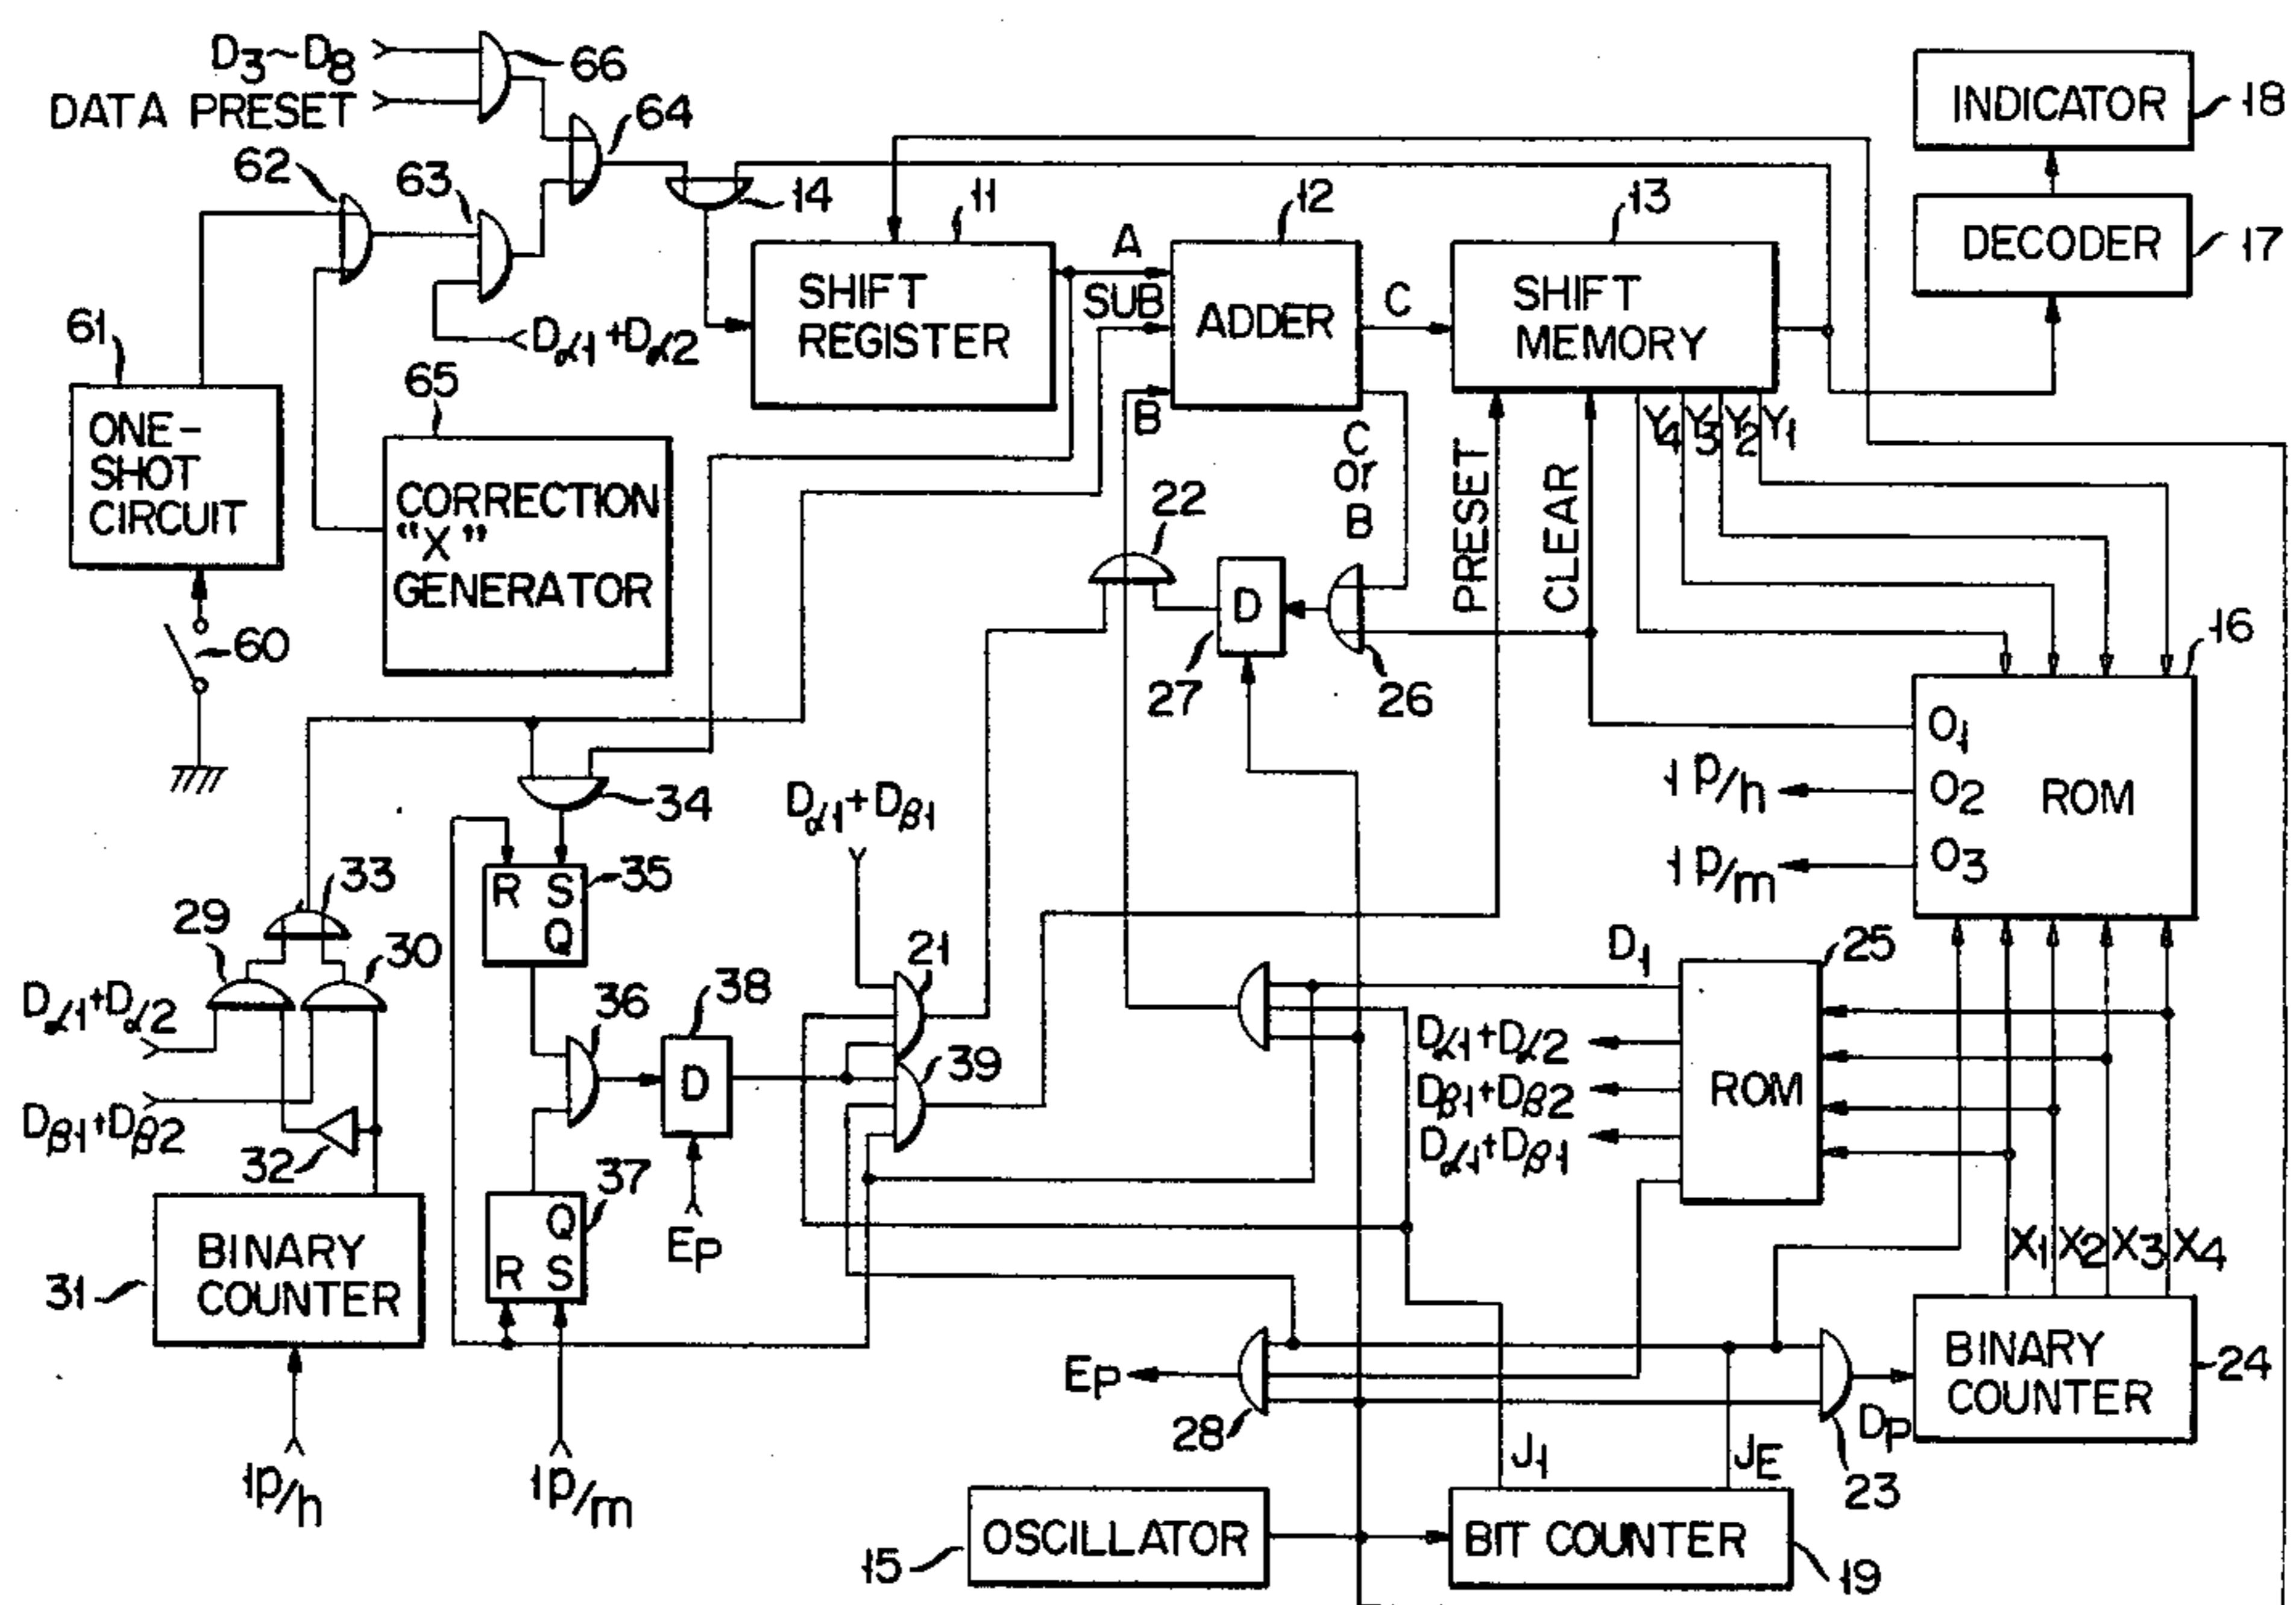 D3~D8
DATA PRESET
66
64
62
63
14
11
12
13
INDICATOR
18
DECODER
17
SHIFT
REGISTER
A
SUB
B
ADDER
C
SHIFT
MEMORY
Dα1+Dα2
61
ONE-
SHOT
CIRCUIT
65
CORRECTION
"X"
GENERATOR
60
C
or
B
PRESET
CLEAR
Y4
Y3
Y2
Y1
22
D
27
26
16
O1
O2
O3
ROM
1P/h
1P/m
34
R S
Q
35
Dα1+Dβ1
33
29
30
Dα1+Dα2
Dβ1+Dβ2
32
36
38
D
EP
21
39
D1
25
ROM
Dα1+Dα2
Dβ1+Dβ2
Dα1+Dβ1
37
Q
R S
BINARY
COUNTER
31
1P/h
1P/m
X1
X2
X3
X4
BINARY
COUNTER
24
EP
28
DP
23
J1
JE
OSCILLATOR
15
BIT COUNTER
19